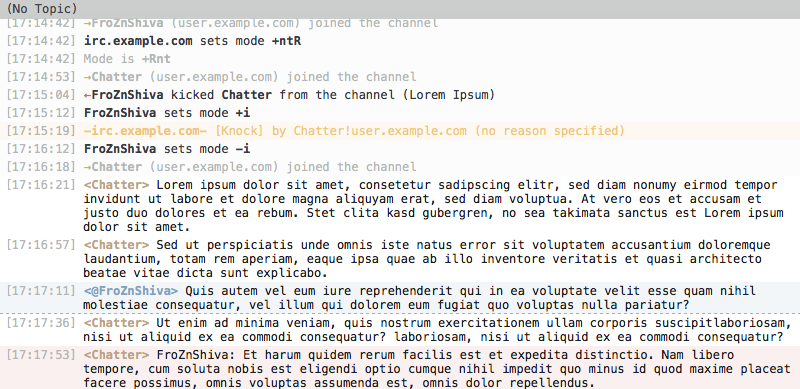 (No Topic)
[17:14:42] →FroZnShiva (user.example.com) joined the channel
[17:14:42] irc.example.com sets mode +ntR
[17:14:42] Mode is +Rnt
[17:14:53] →Chatter (user.example.com) joined the channel
[17:15:04] ←FroZnShiva kicked Chatter from the channel (Lorem Ipsum)
[17:15:12] FroZnShiva sets mode +i
[17:15:19] -irc.example.com- [Knock] by Chatter!user.example.com (no reason specified)
[17:16:12] FroZnShiva sets mode -i
[17:16:18] →Chatter (user.example.com) joined the channel
[17:16:21] <Chatter> Lorem ipsum dolor sit amet, consetetur sadipscing elitr, sed diam nonumy eirmod tempor
invidunt ut labore et dolore magna aliquyam erat, sed diam voluptua. At vero eos et accusam et
justo duo dolores et ea rebum. Stet clita kasd gubergren, no sea takimata sanctus est Lorem ipsum
dolor sit amet.
[17:16:57] <Chatter> Sed ut perspiciatis unde omnis iste natus error sit voluptatem accusantium doloremque
laudantium, totam rem aperiam, eaque ipsa quae ab illo inventore veritatis et quasi architecto
beatae vitae dicta sunt explicabo.
[17:17:11] <@FroZnShiva> Quis autem vel eum iure reprehenderit qui in ea voluptate velit esse quam nihil
molestiae consequatur, vel illum qui dolorem eum fugiat quo voluptas nulla pariatur?
[17:17:36] <Chatter> Ut enim ad minima veniam, quis nostrum exercitationem ullam corporis suscipitlaboriosam,
nisi ut aliquid ex ea commodi consequatur? laboriosam, nisi ut aliquid ex ea commodi consequatur?
[17:17:53] <Chatter> FroZnShiva: Et harum quidem rerum facilis est et expedita distinctio. Nam libero
tempore, cum soluta nobis est eligendi optio cumque nihil impedit quo minus id quod maxime placeat
facere possimus, omnis voluptas assumenda est, omnis dolor repellendus.